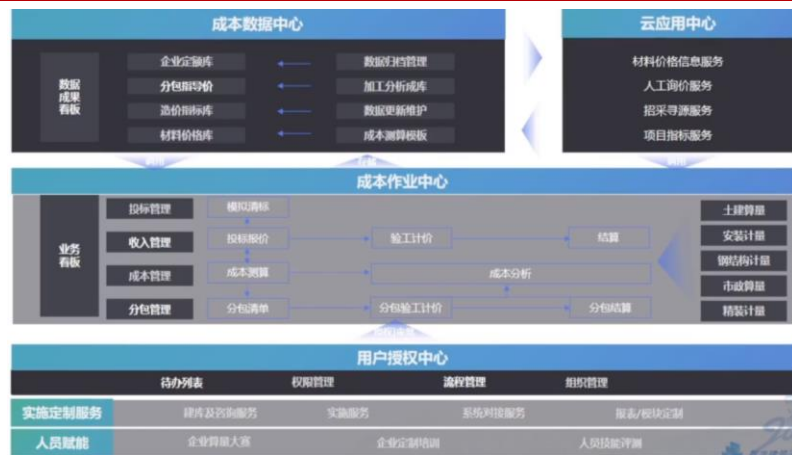 成本数据中心
云应用中心
数据成果看板
企业定额库
数据归档管理
分包指导价
加工分析成库
造价指标库
数据更新维护
材料价格库
成本测算模板
材料价格信息服务
人工询价服务
招采寻源服务
项目指标服务
成本作业中心
业务看板
投标管理
模拟清标
收入管理
投标报价
验工计价
结算
成本管理
成本测算
成本分析
分包管理
分包清单
分包验工计价
分包结算
土建算量
安装计量
钢结构计量
市政算量
精装计量
用户授权中心
待办列表
权限管理
流程管理
组织管理
实施定制服务
建库及咨询服务
实施服务
系统对接服务
报表/模块定制
人员赋能
企业算量大赛
企业定制培训
人员技能评测